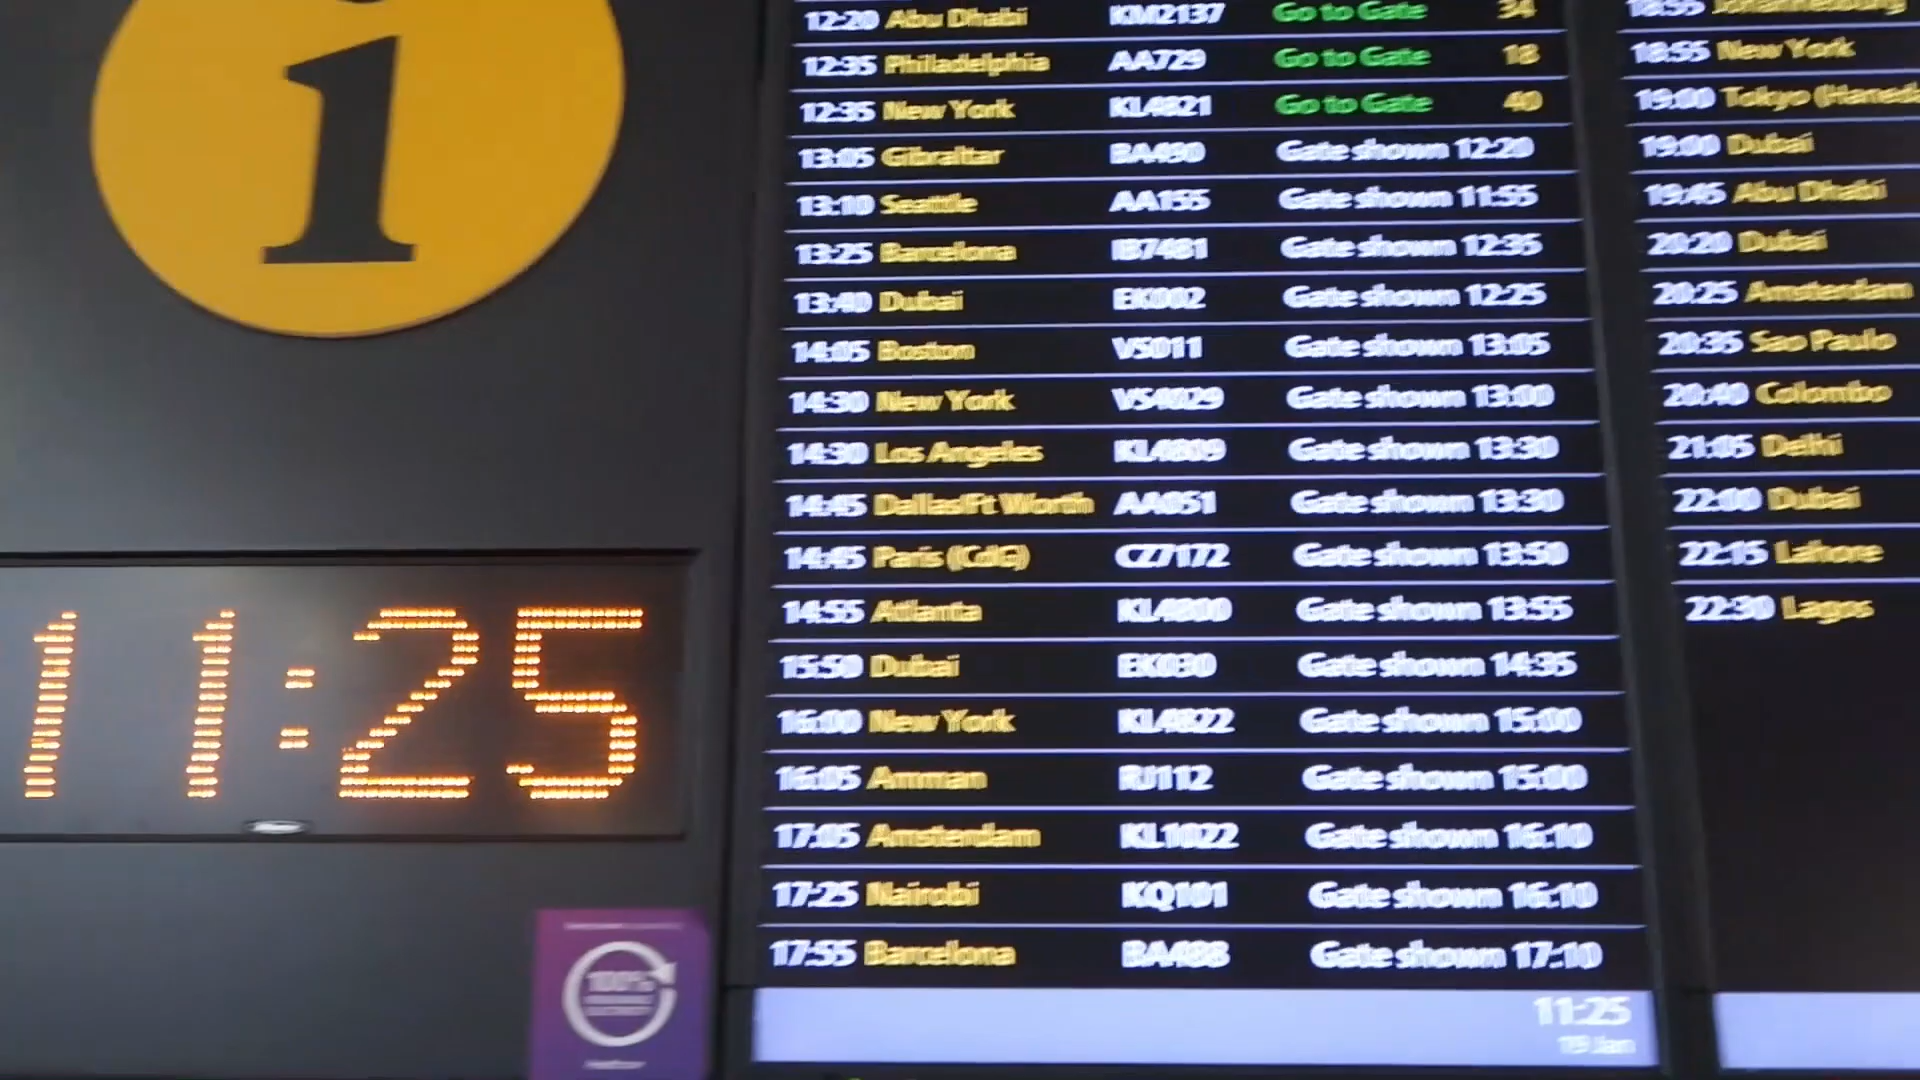 i
11:25
12:20 Abu Dhabi KM2137 Go to Gate 34
12:35 Philadelphia AA729 Go to Gate 18
12:35 New York KL4821 Go to Gate 40
13:05 Gibraltar BA490 Gate shown 12:20
13:10 Seattle AA155 Gate shown 11:55
13:25 Barcelona IB7481 Gate shown 12:35
13:40 Dubai EK002 Gate shown 12:25
14:05 Boston VS011 Gate shown 13:05
14:30 New York VS4029 Gate shown 13:00
14:30 Los Angeles KL4809 Gate shown 13:30
14:45 Dallas/Ft Worth AA051 Gate shown 13:30
14:45 Paris (CdG) CZ7172 Gate shown 13:50
14:55 Atlanta KL4800 Gate shown 13:55
15:50 Dubai EK030 Gate shown 14:35
16:00 New York KL4822 Gate shown 15:00
16:05 Amman RJ112 Gate shown 15:00
17:05 Amsterdam KL1022 Gate shown 16:10
17:25 Nairobi KQ101 Gate shown 16:10
17:55 Barcelona BA488 Gate shown 17:10
11:25
19 Jan
18:55 Johannesburg
18:55 New York
19:00 Tokyo (Haneda
19:00 Dubai
19:45 Abu Dhabi
20:20 Dubai
20:25 Amsterdam
20:35 Sao Paulo
20:40 Colombo
21:05 Delhi
22:00 Dubai
22:15 Lahore
22:30 Lagos
100%